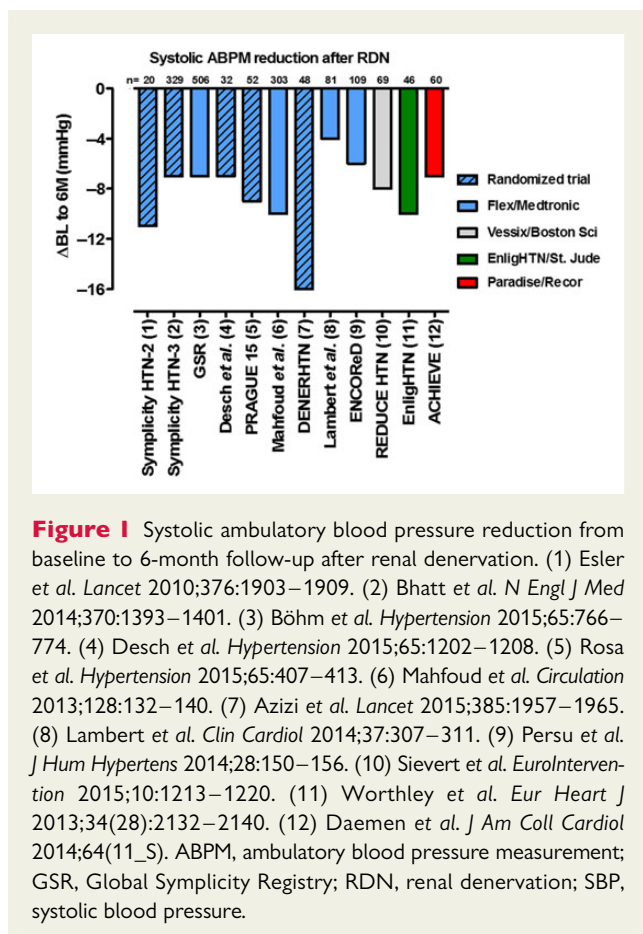 Systolic ABPM reduction after RDN
n= 20 329 506 32 52 303 48 81 109 69 46 60
0
−4
−8
−12
−16
ΔBL to 6M (mmHg)
Randomized trial
Flex/Medtronic
Vessix/Boston Sci
EnligHTN/St. Jude
Paradise/Recor
Symplicity HTN-2 (1)
Symplicity HTN-3 (2)
GSR (3)
Desch et al. (4)
PRAGUE 15 (5)
Mahfoud et al. (6)
DENERHTN (7)
Lambert et al. (8)
ENCOReD (9)
REDUCE HTN (10)
EnligHTN (11)
ACHIEVE (12)
Figure 1 Systolic ambulatory blood pressure reduction from
baseline to 6-month follow-up after renal denervation. (1) Esler
et al. Lancet 2010;376:1903–1909. (2) Bhatt et al. N Engl J Med
2014;370:1393–1401. (3) Böhm et al. Hypertension 2015;65:766–
774. (4) Desch et al. Hypertension 2015;65:1202–1208. (5) Rosa
et al. Hypertension 2015;65:407–413. (6) Mahfoud et al. Circulation
2013;128:132–140. (7) Azizi et al. Lancet 2015;385:1957–1965.
(8) Lambert et al. Clin Cardiol 2014;37:307–311. (9) Persu et al.
J Hum Hypertens 2014;28:150–156. (10) Sievert et al. EuroInterven-
tion 2015;10:1213–1220. (11) Worthley et al. Eur Heart J
2013;34(28):2132–2140. (12) Daemen et al. J Am Coll Cardiol
2014;64(11_S). ABPM, ambulatory blood pressure measurement;
GSR, Global Symplicity Registry; RDN, renal denervation; SBP,
systolic blood pressure.